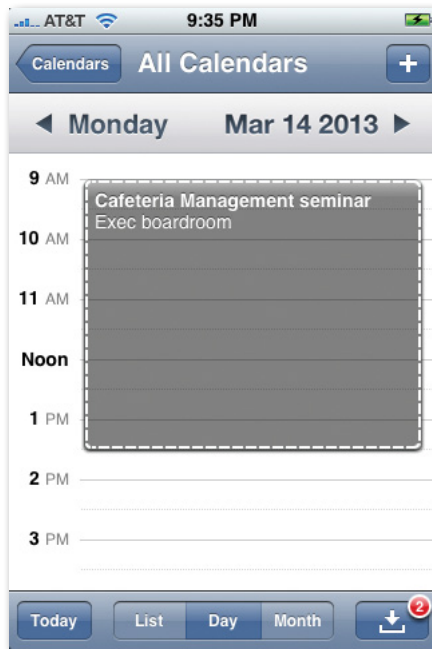 AT&T 9:35 PM
Calendars All Calendars +
Monday Mar 14 2013
9 AM
Cafeteria Management seminar
Exec boardroom
10 AM
11 AM
Noon
1 PM
2 PM
3 PM
Today List Day Month 2